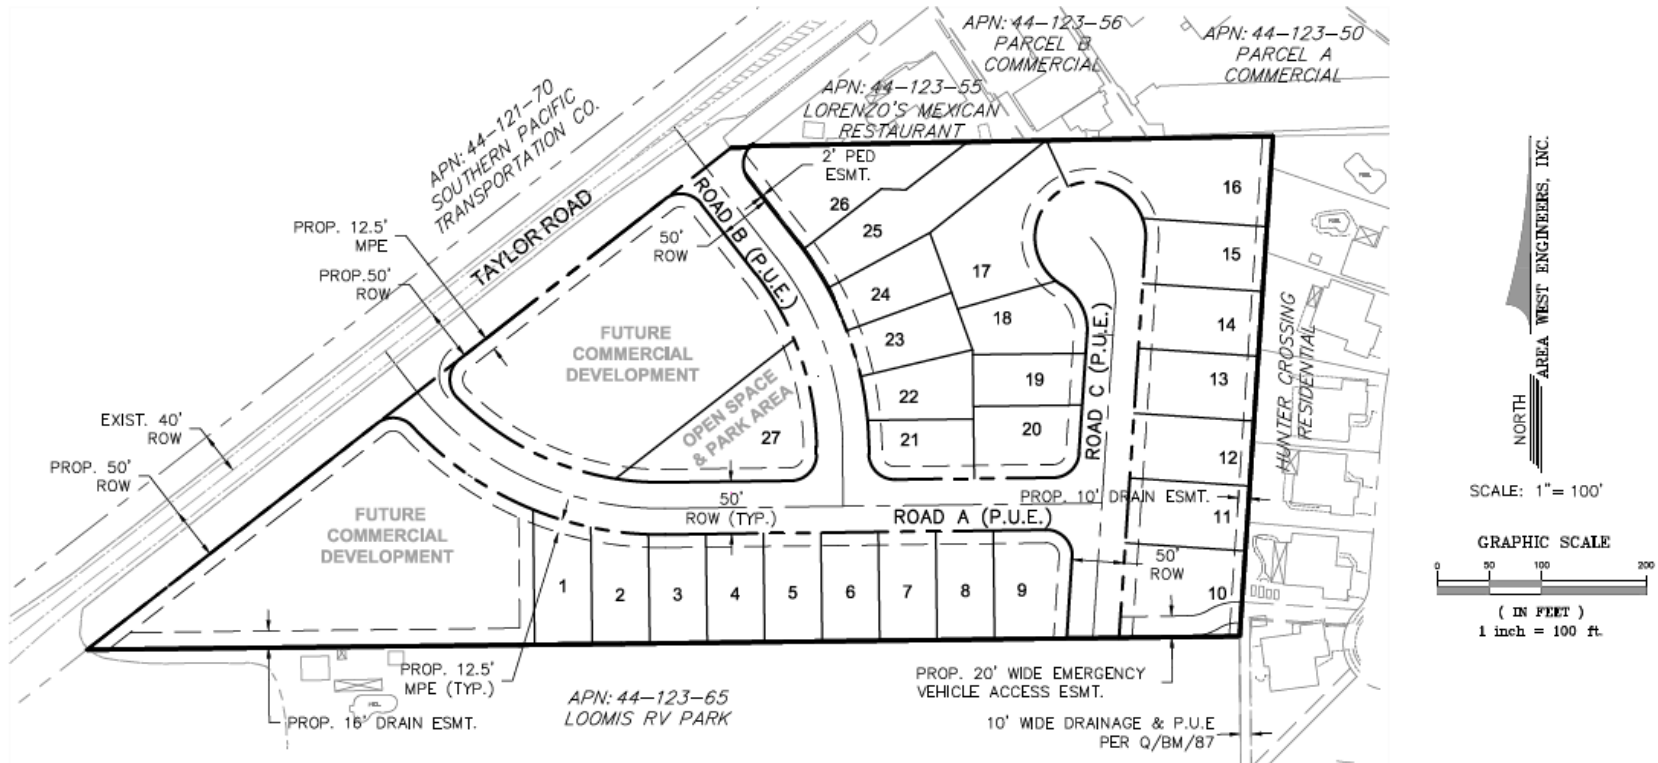 APN: 44-123-56
PARCEL B
COMMERCIAL
APN: 44-123-50
PARCEL A
COMMERCIAL
APN: 44-123-55
LORENZO'S MEXICAN
RESTAURANT
APN: 44-121-70
SOUTHERN PACIFIC
TRANSPORTATION CO.
2' PED
ESMT.
PROP. 12.5'
MPE
PROP.50'
ROW
TAYLOR ROAD
50'
ROW
ROAD B (P.U.E.)
26
25
24
23
22
21
17
18
19
20
16
15
14
13
12
11
10
ROAD C (P.U.E.)
FUTURE
COMMERCIAL
DEVELOPMENT
OPEN SPACE
& PARK AREA
27
EXIST. 40'
ROW
PROP. 50'
ROW
FUTURE
COMMERCIAL
DEVELOPMENT
50'
ROW (TYP.)
ROAD A (P.U.E.)
PROP. 10' DRAIN ESMT.
50'
ROW
1
2
3
4
5
6
7
8
9
HUNTER CROSSING
RESIDENTIAL
POOL
POOL
PROP. 12.5'
MPE (TYP.)
PROP. 16' DRAIN ESMT.
APN: 44-123-65
LOOMIS RV PARK
PROP. 20' WIDE EMERGENCY
VEHICLE ACCESS ESMT.
10' WIDE DRAINAGE & P.U.E
PER Q/BM/87
AREA WEST ENGINEERS, INC.
NORTH
SCALE: 1"= 100'
GRAPHIC SCALE
0 50 100 200
( IN FEET )
1 inch = 100 ft.